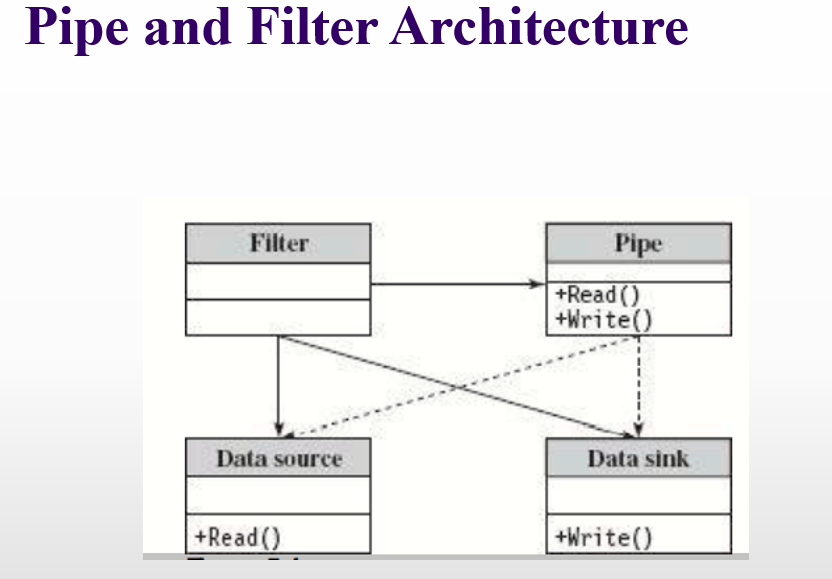 Pipe and Filter Architecture
Filter
Pipe
+Read()
+Write()
Data source
Data sink
+Read()
+Write()